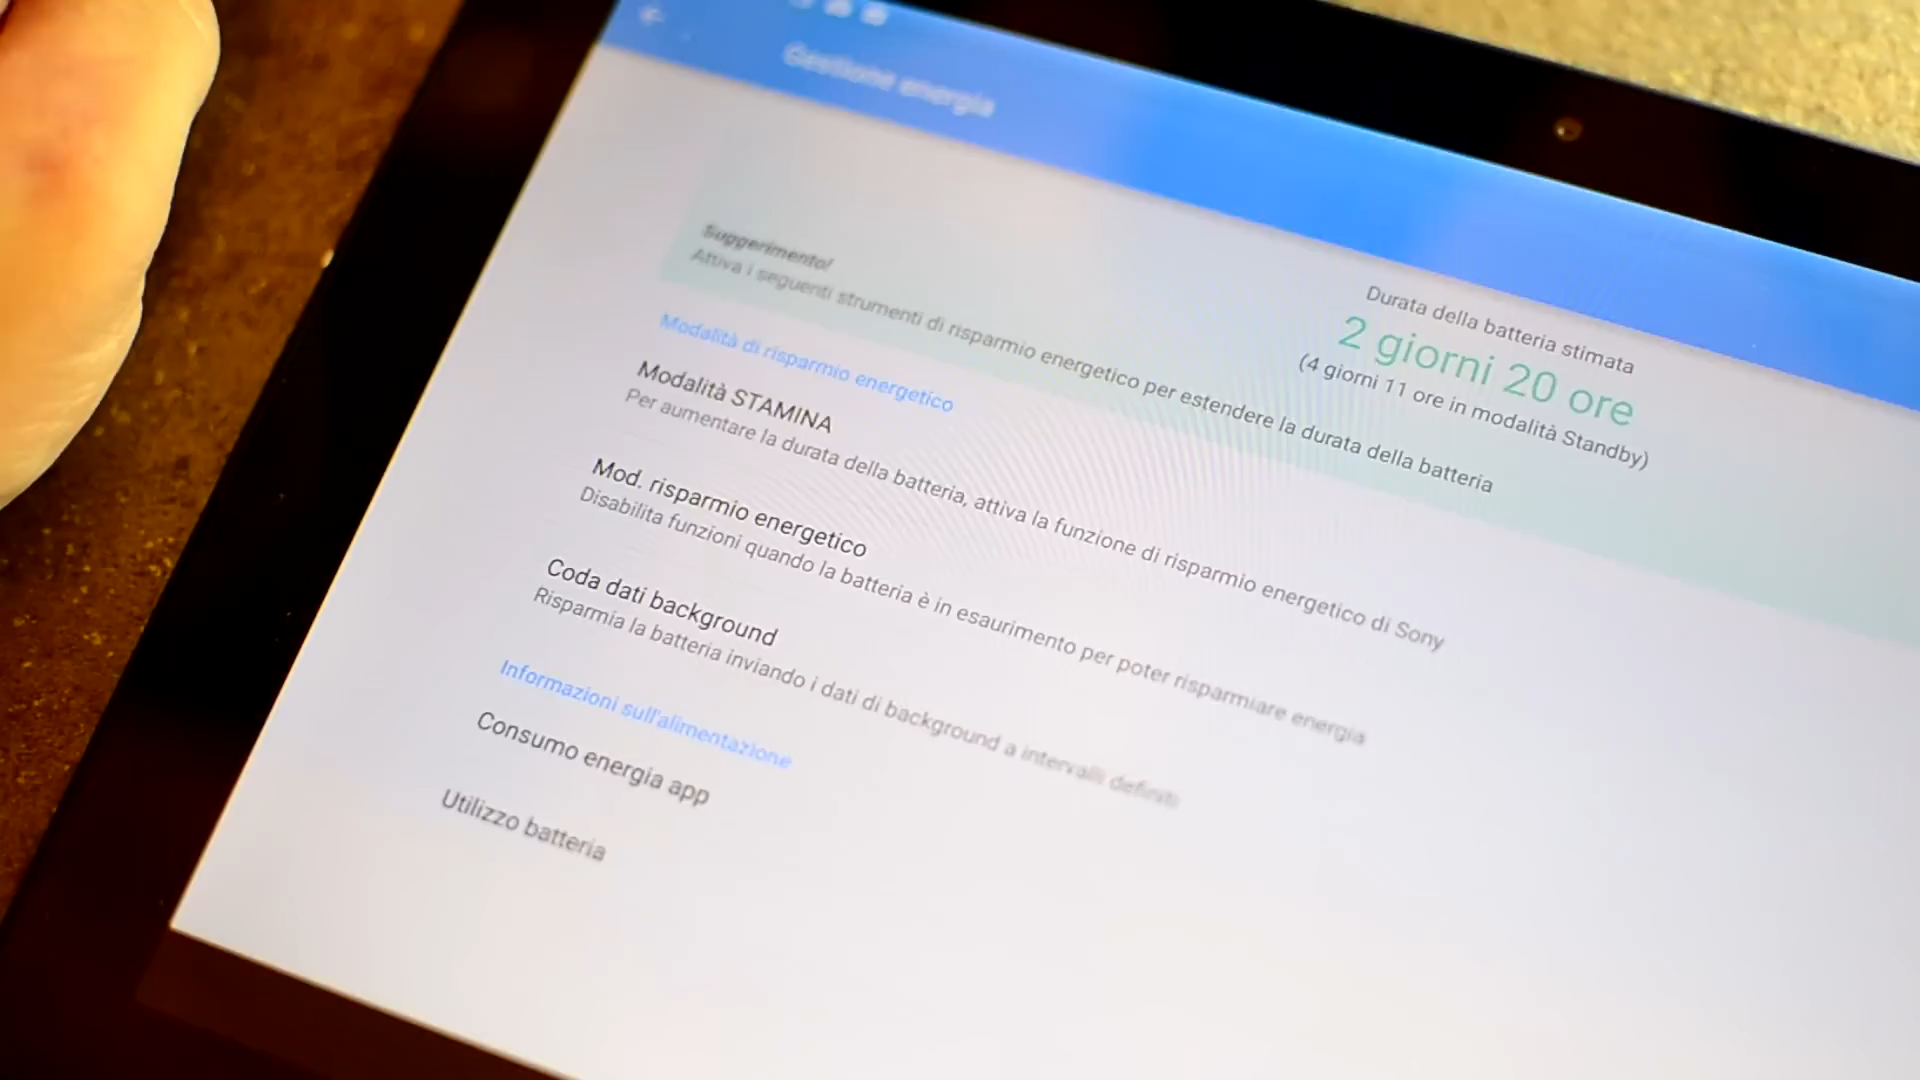 Gestione energia
Durata della batteria stimata
2 giorni 20 ore
(4 giorni 11 ore in modalità Standby)
Suggerimento!
Attiva i seguenti strumenti di risparmio energetico per estendere la durata della batteria
Modalità di risparmio energetico
Modalità STAMINA
Per aumentare la durata della batteria, attiva la funzione di risparmio energetico di Sony
Mod. risparmio energetico
Disabilita funzioni quando la batteria è in esaurimento per poter risparmiare energia
Coda dati background
Risparmia la batteria inviando i dati di background a intervalli definiti
Informazioni sull'alimentazione
Consumo energia app
Utilizzo batteria